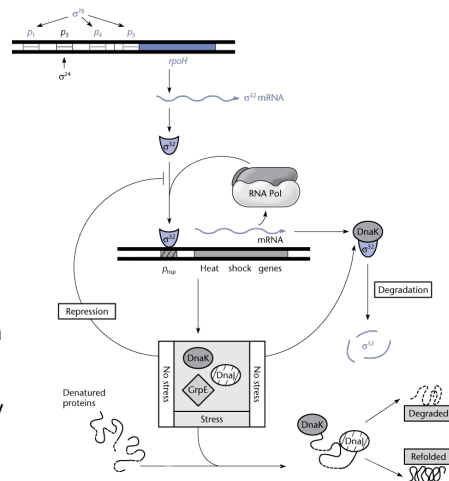 σ⁷⁰
p₁ p₃ p₄ p₅
σ²⁴
rpoH
σ³² mRNA
σ³²
RNA Pol
σ³²
mRNA
DnaK
σ³²
p_hsp
Heat shock genes
Repression
Degradation
σ³²
No stress
DnaK
DnaJ
GrpE
No stress
Stress
Denatured
proteins
DnaK
DnaJ
Degraded
Refolded